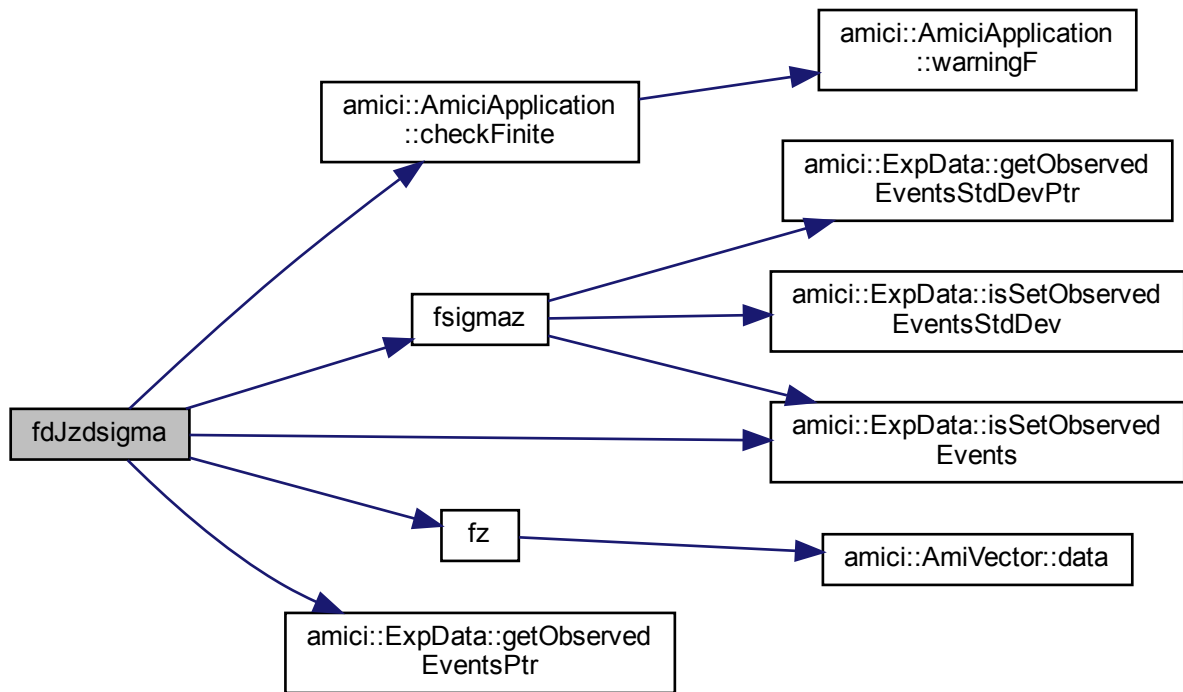 amici::AmiciApplication
::warningF
amici::AmiciApplication
::checkFinite
amici::ExpData::getObserved
EventsStdDevPtr
amici::ExpData::isSetObserved
EventsStdDev
fsigmaz
fdJzdsigma
amici::ExpData::isSetObserved
Events
fz
amici::AmiVector::data
amici::ExpData::getObserved
EventsPtr